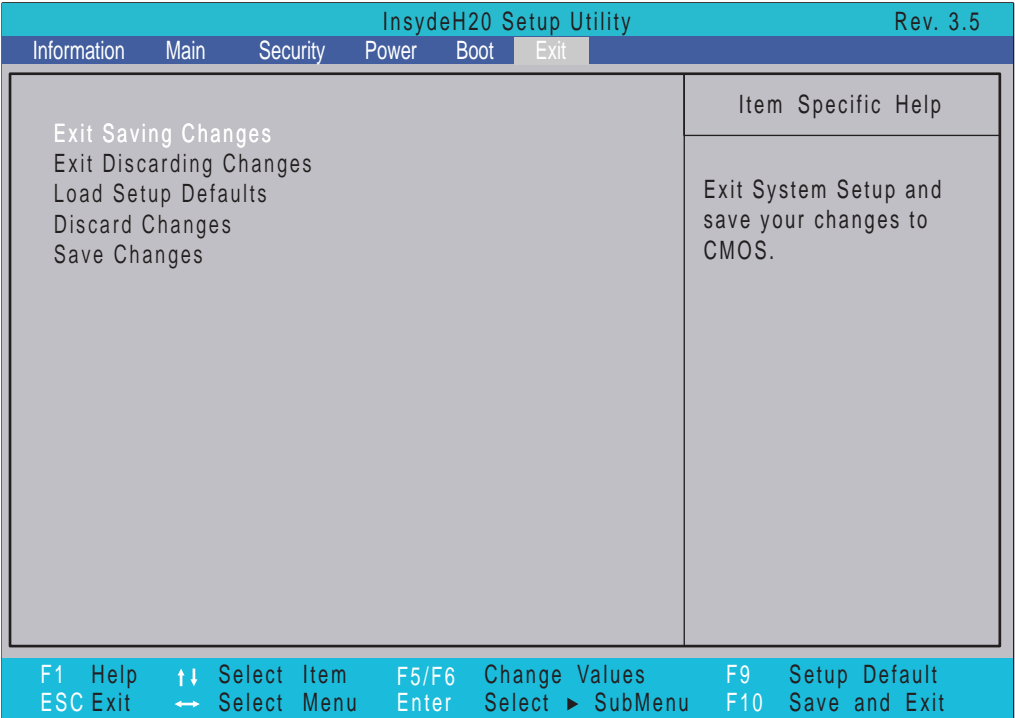 InsydeH20 Setup Utility Rev. 3.5
Information Main Security Power Boot Exit
Exit Saving Changes
Exit Discarding Changes
Load Setup Defaults
Discard Changes
Save Changes
Item Specific Help
Exit System Setup and
save your changes to
CMOS.
F1 Help ↑↓ Select Item F5/F6 Change Values F9 Setup Default
ESC Exit ↔ Select Menu Enter Select ► SubMenu F10 Save and Exit